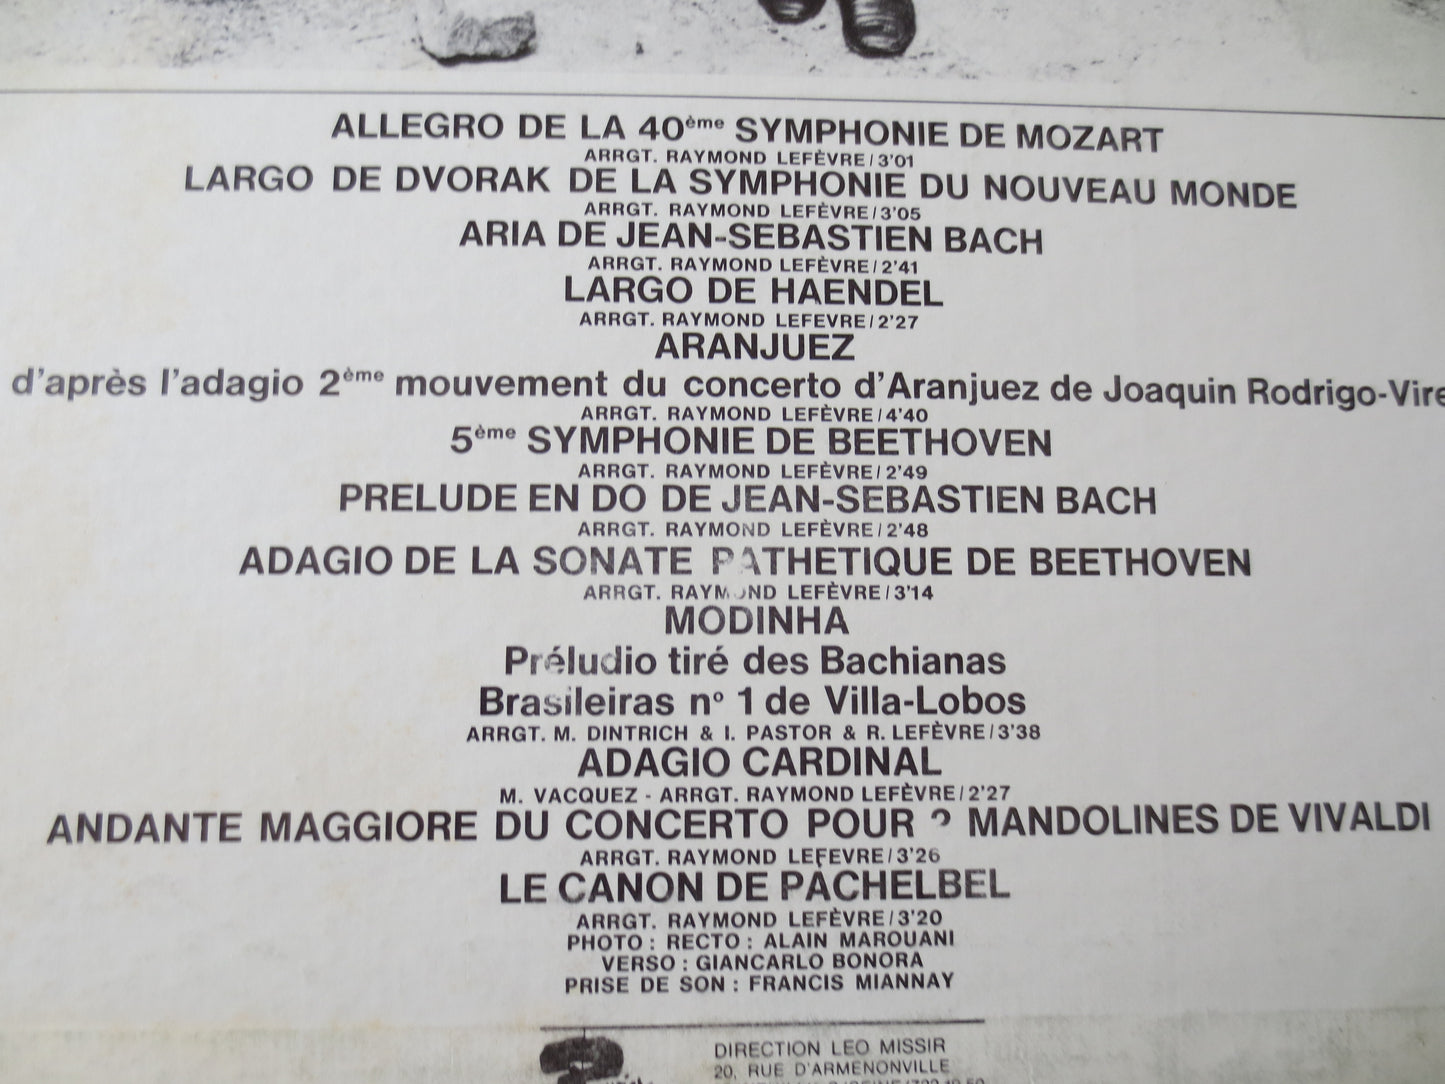 ALLEGRO DE LA 40ème SYMPHONIE DE MOZART
ARRGT. RAYMOND LEFÈVRE/3'01
LARGO DE DVORAK DE LA SYMPHONIE DU NOUVEAU MONDE
ARRGT. RAYMOND LEFÈVRE/3'05
ARIA DE JEAN-SEBASTIEN BACH
ARRGT. RAYMOND LEFÈVRE/2'41
LARGO DE HAENDEL
ARRGT. RAYMOND LEFEVRE/2'27
ARANJUEZ
d'après l'adagio 2ème mouvement du concerto d'Aranjuez de Joaquin Rodrigo-Vire
ARRGT. RAYMOND LEFÈVRE/4'40
5ème SYMPHONIE DE BEETHOVEN
ARRGT. RAYMOND LEFÈVRE/2'49
PRELUDE EN DO DE JEAN-SEBASTIEN BACH
ARRGT. RAYMOND LEFÈVRE/2'48
ADAGIO DE LA SONATE PATHETIQUE DE BEETHOVEN
ARRGT. RAYMOND LEFÈVRE/3'14
MODINHA
Préludio tiré des Bachianas
Brasileiras nº 1 de Villa-Lobos
ARRGT. M. DINTRICH & I. PASTOR & R. LEFÈVRE/3'38
ADAGIO CARDINAL
M. VACQUEZ - ARRGT. RAYMOND LEFÈVRE/2'27
ANDANTE MAGGIORE DU CONCERTO POUR 2 MANDOLINES DE VIVALDI
ARRGT. RAYMOND LEFEVRE/3'26
LE CANON DE PACHELBEL
ARRGT. RAYMOND LEFÈVRE/3'20
PHOTO : RECTO : ALAIN MAROUANI
VERSO : GIANCARLO BONORA
PRISE DE SON : FRANCIS MIANNAY
DIRECTION LEO MISSIR
20, RUE D'ARMENONVILLE